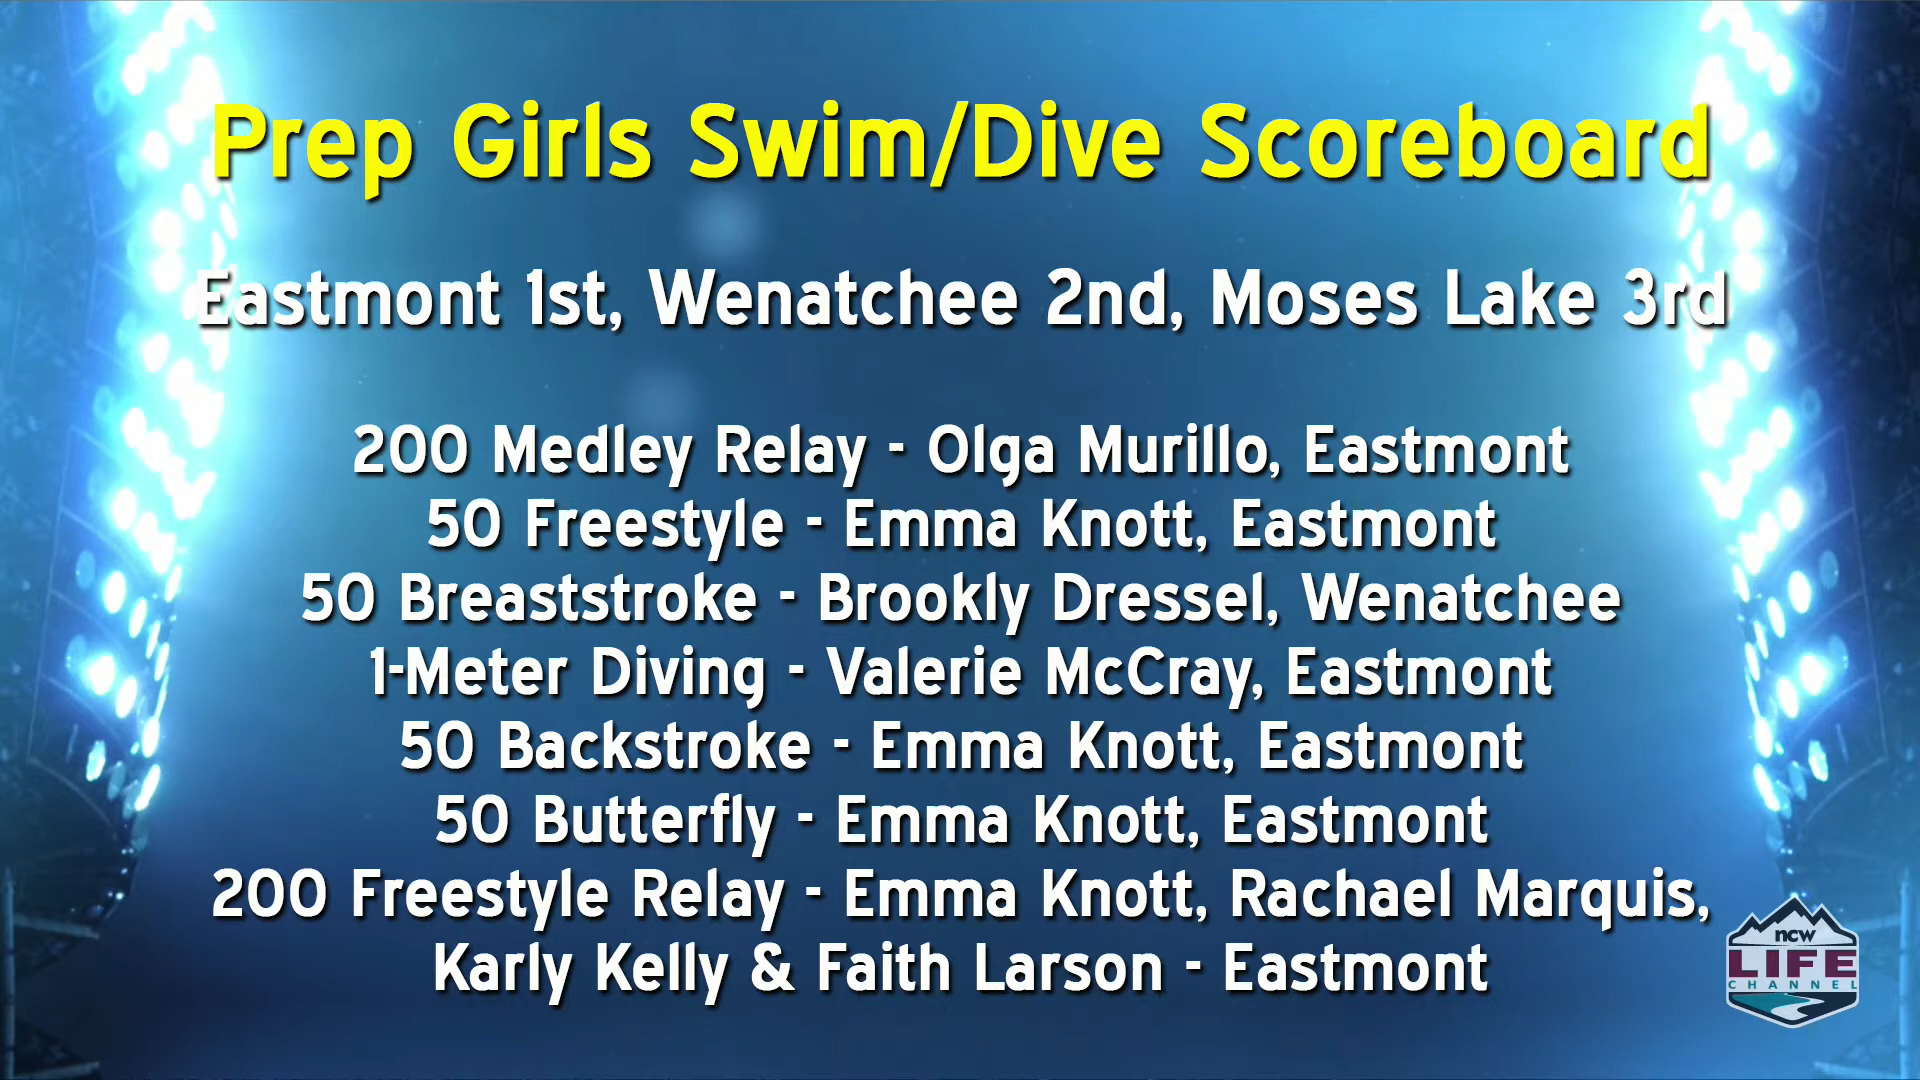 Prep Girls Swim/Dive Scoreboard
Eastmont 1st, Wenatchee 2nd, Moses Lake 3rd
200 Medley Relay - Olga Murillo, Eastmont
50 Freestyle - Emma Knott, Eastmont
50 Breaststroke - Brookly Dressel, Wenatchee
1-Meter Diving - Valerie McCray, Eastmont
50 Backstroke - Emma Knott, Eastmont
50 Butterfly - Emma Knott, Eastmont
200 Freestyle Relay - Emma Knott, Rachael Marquis,
Karly Kelly & Faith Larson - Eastmont
ncw
LIFE
CHANNEL